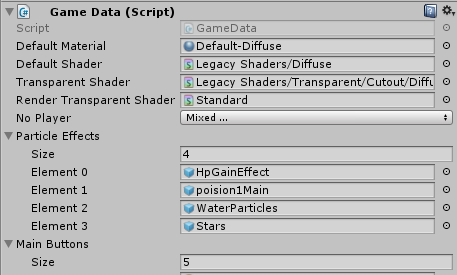 Game Data (Script)
Script GameData
Default Material Default-Diffuse
Default Shader Legacy Shaders/Diffuse
Transparent Shader Legacy Shaders/Transparent/Cutout/Diffu
Render Transparent Shader Standard
No Player Mixed ...
Particle Effects
Size 4
Element 0 HpGainEffect
Element 1 poision1Main
Element 2 WaterParticles
Element 3 Stars
Main Buttons
Size 5